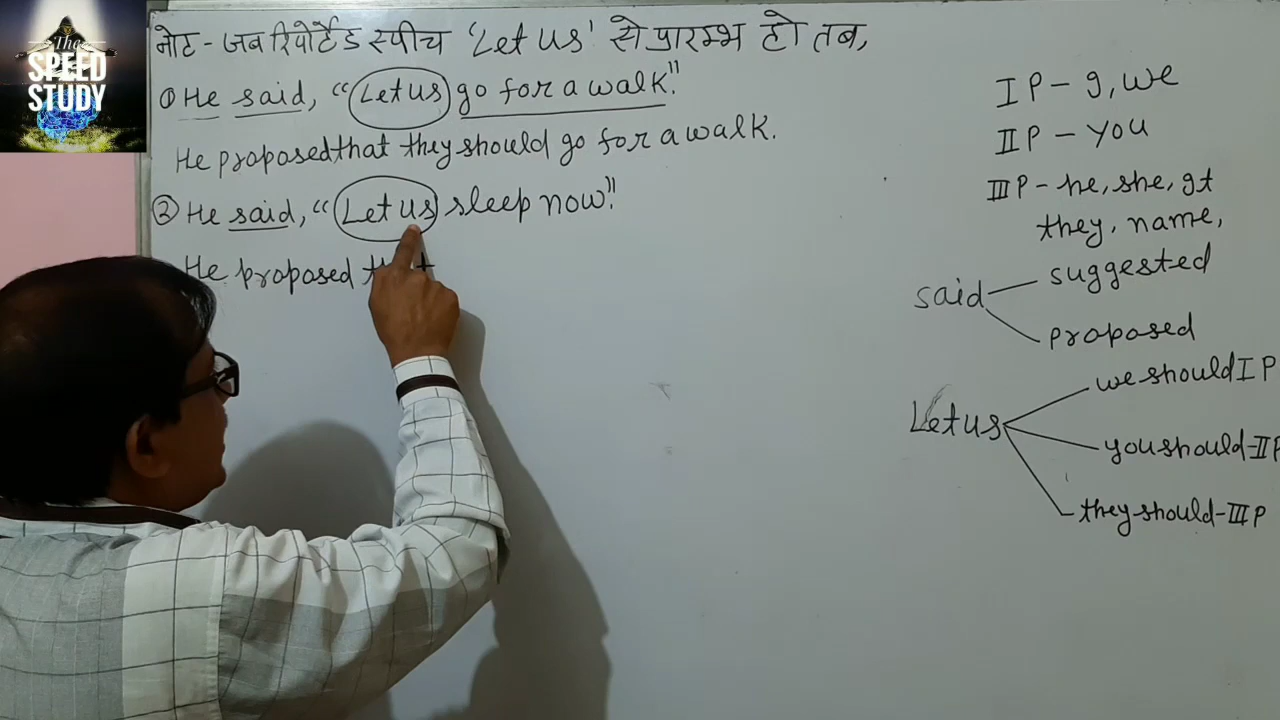 The
SPEED
STUDY
नोट - जब रिपोर्टेड स्पीच 'Let us' से प्रारम्भ हो तब,
① He said, "Let us go for a walk."
He proposed that they should go for a walk.
② He said, "Let us sleep now."
He proposed that
I P - I, we
II P - you
III P - he, she, It
they, name,
said
suggested
proposed
Let us
we should I P
you should - II P
they should - III P